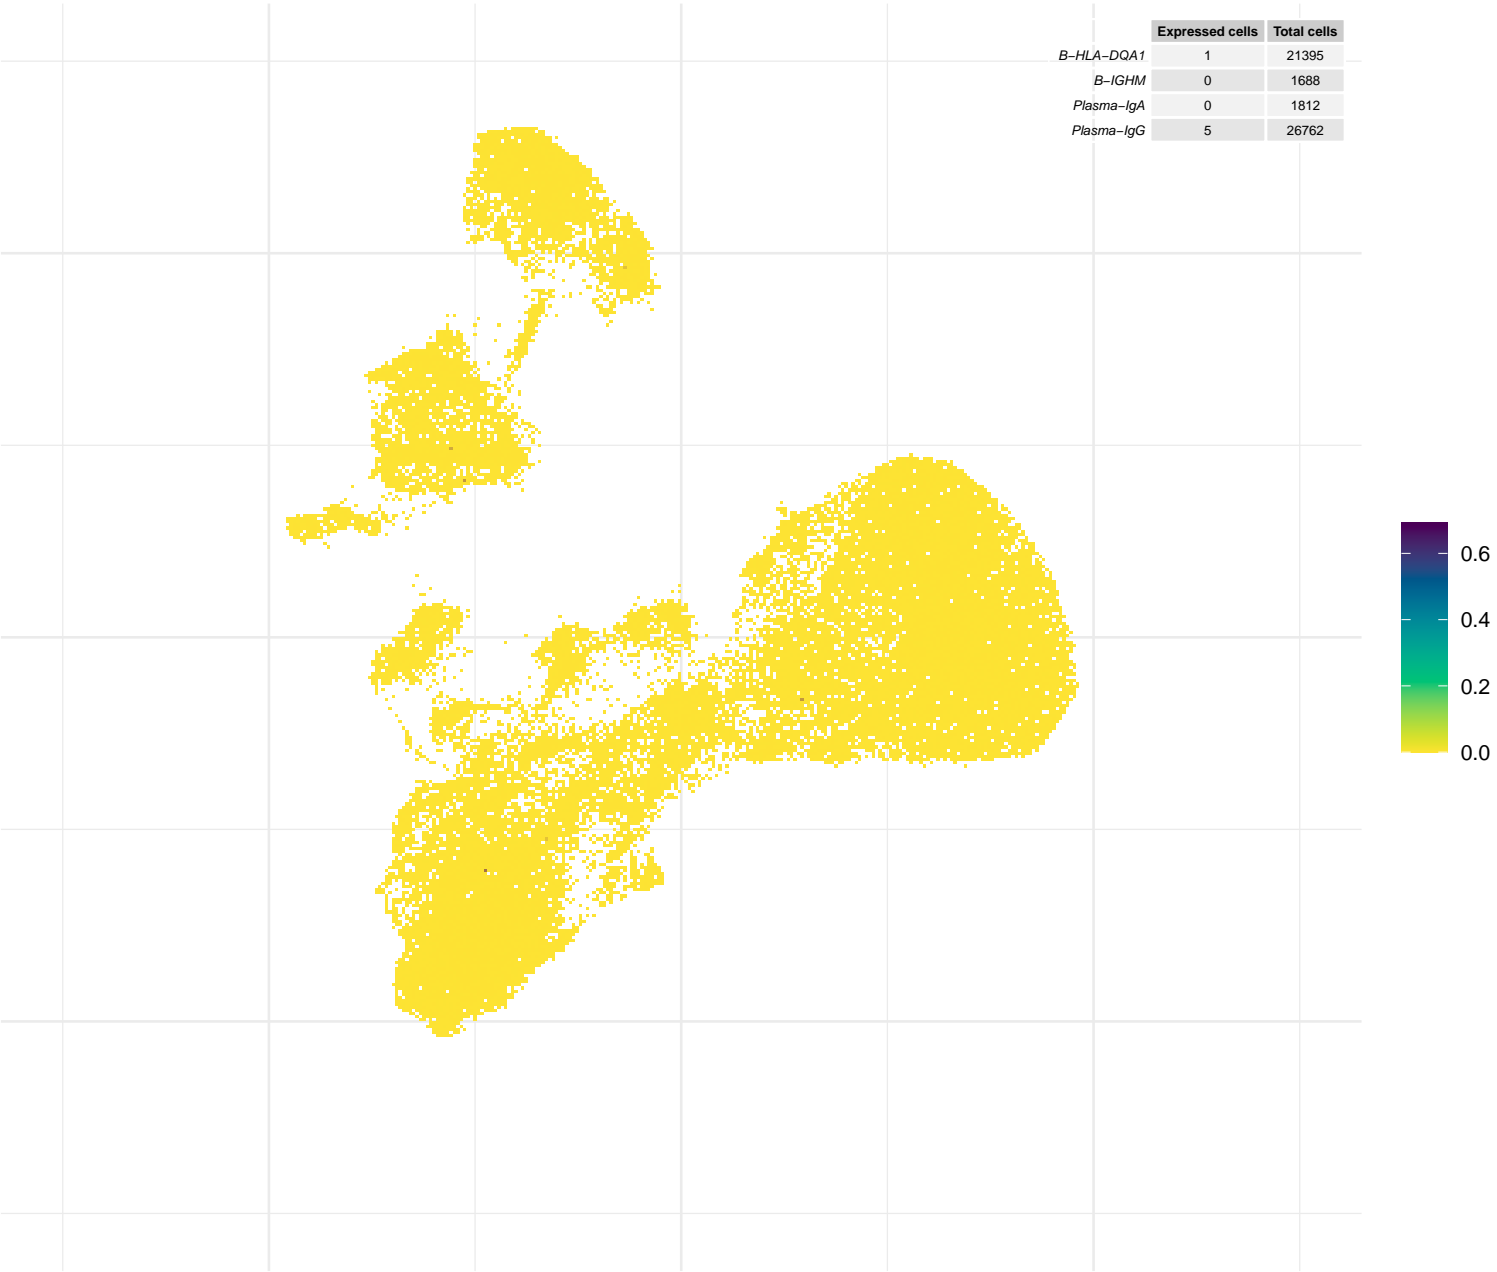 Expressed cells Total cells
B−HLA−DQA1 1 21395
B−IGHM 0 1688
Plasma−IgA 0 1812
Plasma−IgG 5 26762
0.6
0.4
0.2
0.0